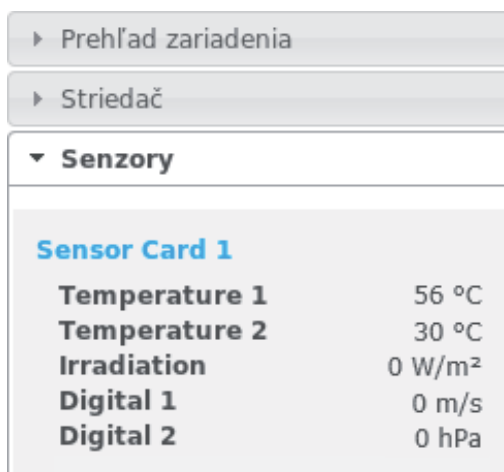 Prehľad zariadenia
Striedač
Senzory
Sensor Card 1
Temperature 1 56 °C
Temperature 2 30 °C
Irradiation 0 W/m²
Digital 1 0 m/s
Digital 2 0 hPa